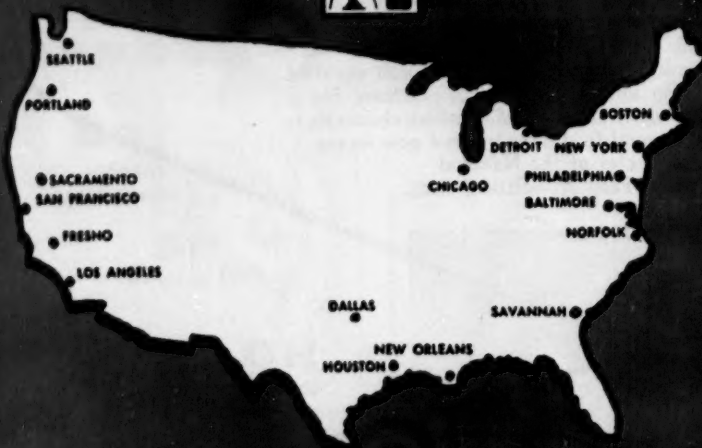 SEATTLE
PORTLAND
BOSTON
DETROIT NEW YORK
SACRAMENTO
CHICAGO
PHILADELPHIA
SAN FRANCISCO
BALTIMORE
FRESNO
NORFOLK
LOS ANGELES
DALLAS
SAVANNAH
NEW ORLEANS
HOUSTON